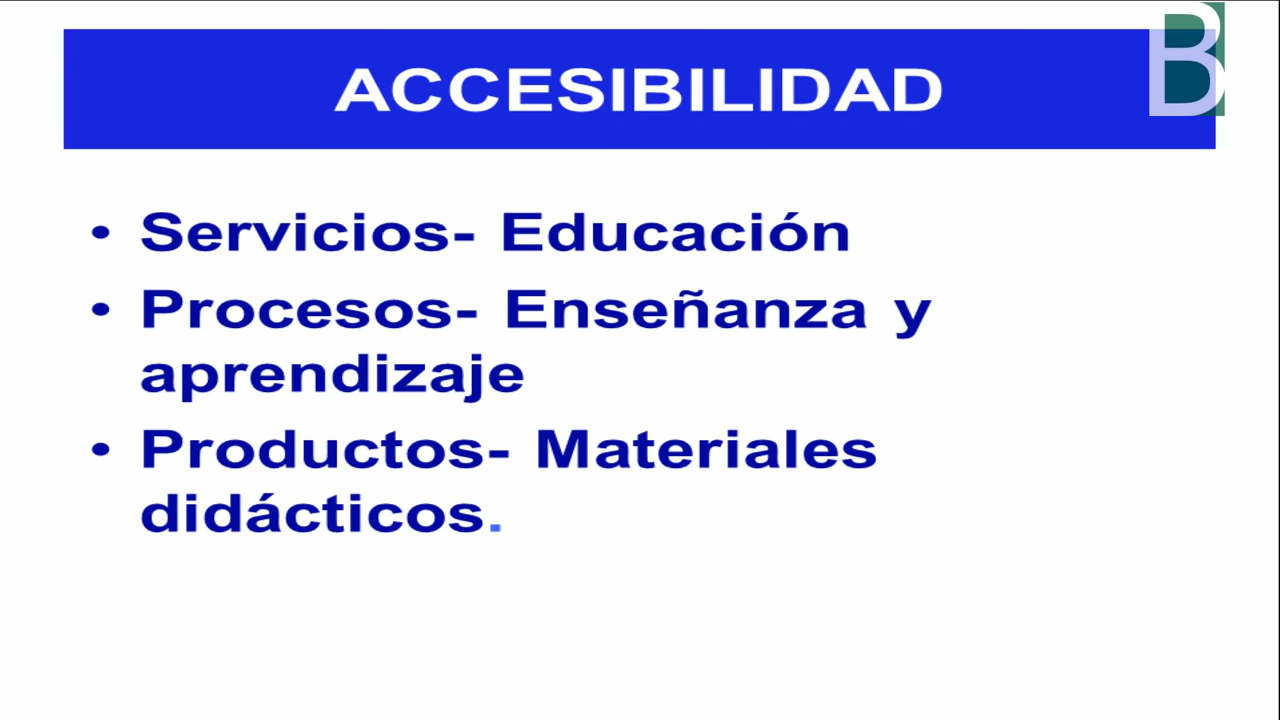 B
ACCESIBILIDAD
• Servicios- Educación
• Procesos- Enseñanza y
aprendizaje
• Productos- Materiales
didácticos.